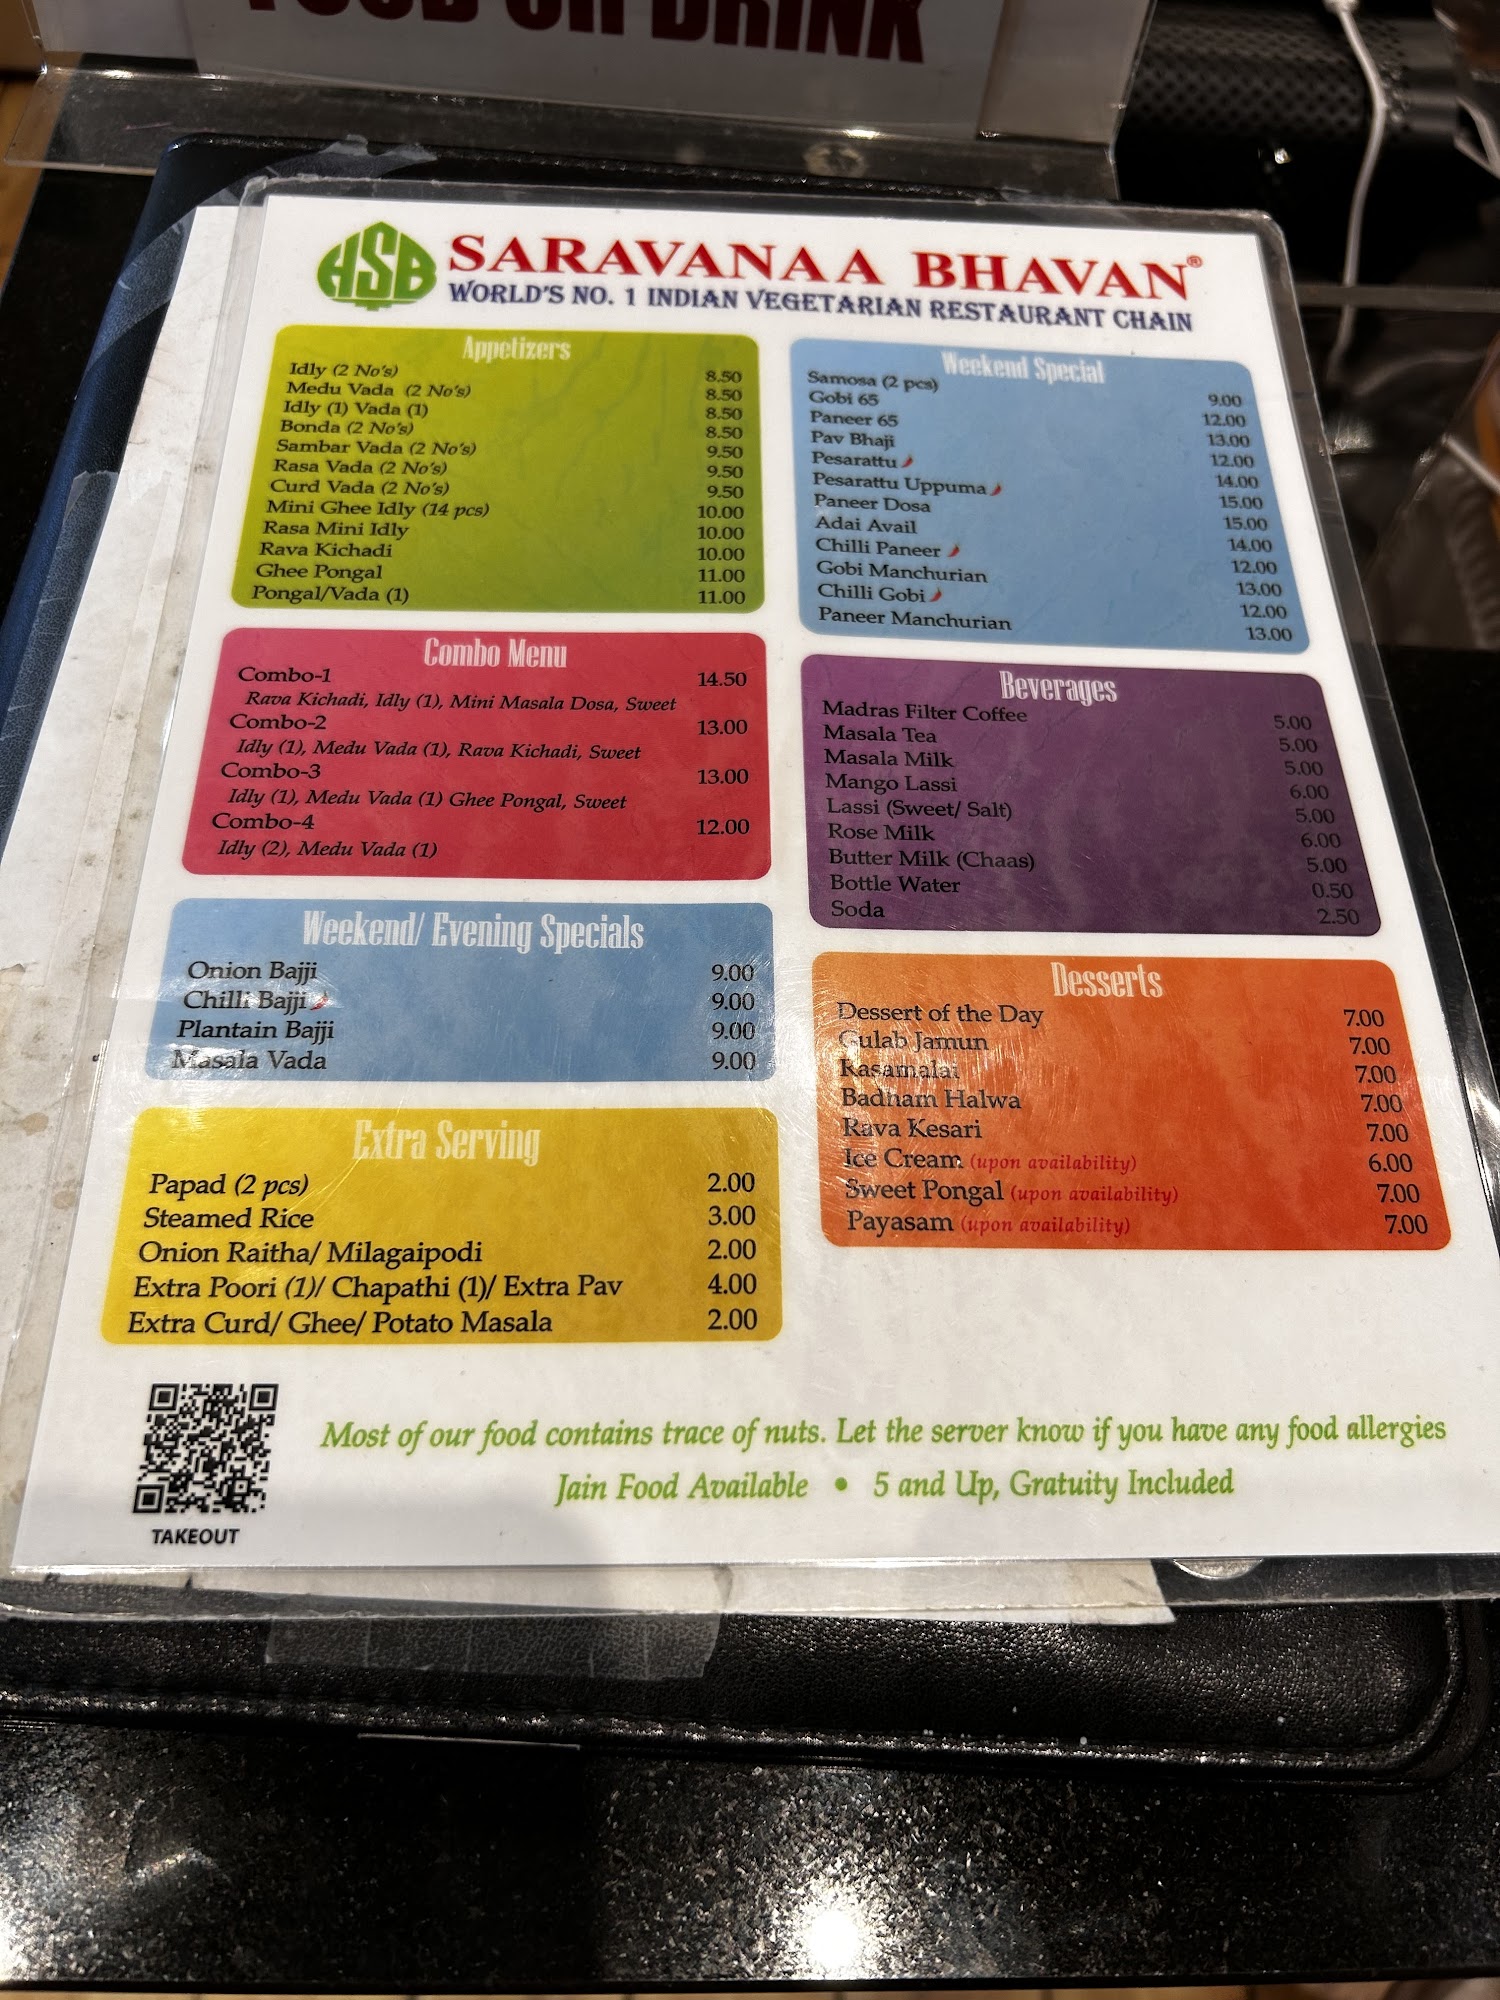 FOOD OR DRINK
HSB
SARAVANAA BHAVAN®
WORLD'S NO. 1 INDIAN VEGETARIAN RESTAURANT CHAIN
Appetizers
Idly (2 No's) 8.50
Medu Vada (2 No's) 8.50
Idly (1) Vada (1) 8.50
Bonda (2 No's) 8.50
Sambar Vada (2 No's) 9.50
Rasa Vada (2 No's) 9.50
Curd Vada (2 No's) 9.50
Mini Ghee Idly (14 pcs) 10.00
Rasa Mini Idly 10.00
Rava Kichadi 10.00
Ghee Pongal 11.00
Pongal/Vada (1) 11.00
Combo Menu
Combo-1 14.50
Rava Kichadi, Idly (1), Mini Masala Dosa, Sweet
Combo-2 13.00
Idly (1), Medu Vada (1), Rava Kichadi, Sweet
Combo-3 13.00
Idly (1), Medu Vada (1) Ghee Pongal, Sweet
Combo-4 12.00
Idly (2), Medu Vada (1)
Weekend/ Evening Specials
Onion Bajji 9.00
Chilli Bajji 9.00
Plantain Bajji 9.00
Masala Vada 9.00
Extra Serving
Papad (2 pcs) 2.00
Steamed Rice 3.00
Onion Raitha/ Milagaipodi 2.00
Extra Poori (1)/ Chapathi (1)/ Extra Pav 4.00
Extra Curd/ Ghee/ Potato Masala 2.00
Weekend Special
Samosa (2 pcs) 9.00
Gobi 65 12.00
Paneer 65 13.00
Pav Bhaji 12.00
Pesarattu 14.00
Pesarattu Uppuma 15.00
Paneer Dosa 15.00
Adai Avail 14.00
Chilli Paneer 12.00
Gobi Manchurian 13.00
Chilli Gobi 12.00
Paneer Manchurian 13.00
Beverages
Madras Filter Coffee 5.00
Masala Tea 5.00
Masala Milk 5.00
Mango Lassi 6.00
Lassi (Sweet/ Salt) 5.00
Rose Milk 6.00
Butter Milk (Chaas) 5.00
Bottle Water 0.50
Soda 2.50
Desserts
Dessert of the Day 7.00
Gulab Jamun 7.00
Rasamalai 7.00
Badham Halwa 7.00
Rava Kesari 7.00
Ice Cream (upon availability) 6.00
Sweet Pongal (upon availability) 7.00
Payasam (upon availability) 7.00
Most of our food contains trace of nuts. Let the server know if you have any food allergies
Jain Food Available • 5 and Up, Gratuity Included
TAKEOUT